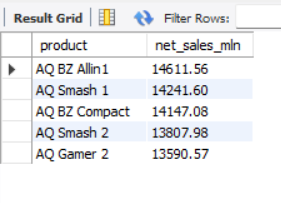 Result Grid Filter Rows:
product net_sales_mln
AQ BZ Allin1 14611.56
AQ Smash 1 14241.60
AQ BZ Compact 14147.08
AQ Smash 2 13807.98
AQ Gamer 2 13590.57